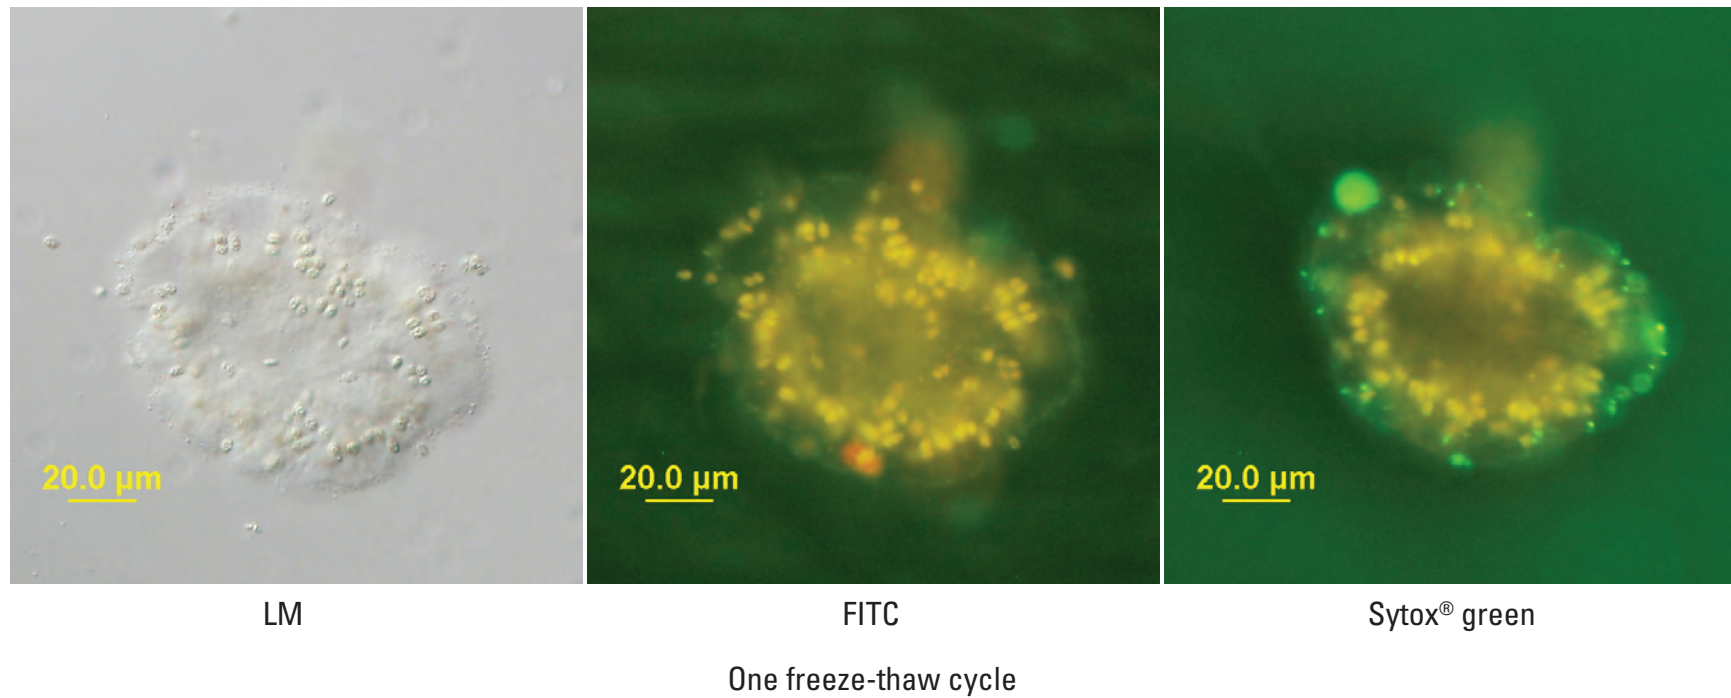 20.0 µm
20.0 µm
20.0 µm
LM
FITC
Sytox® green
One freeze-thaw cycle